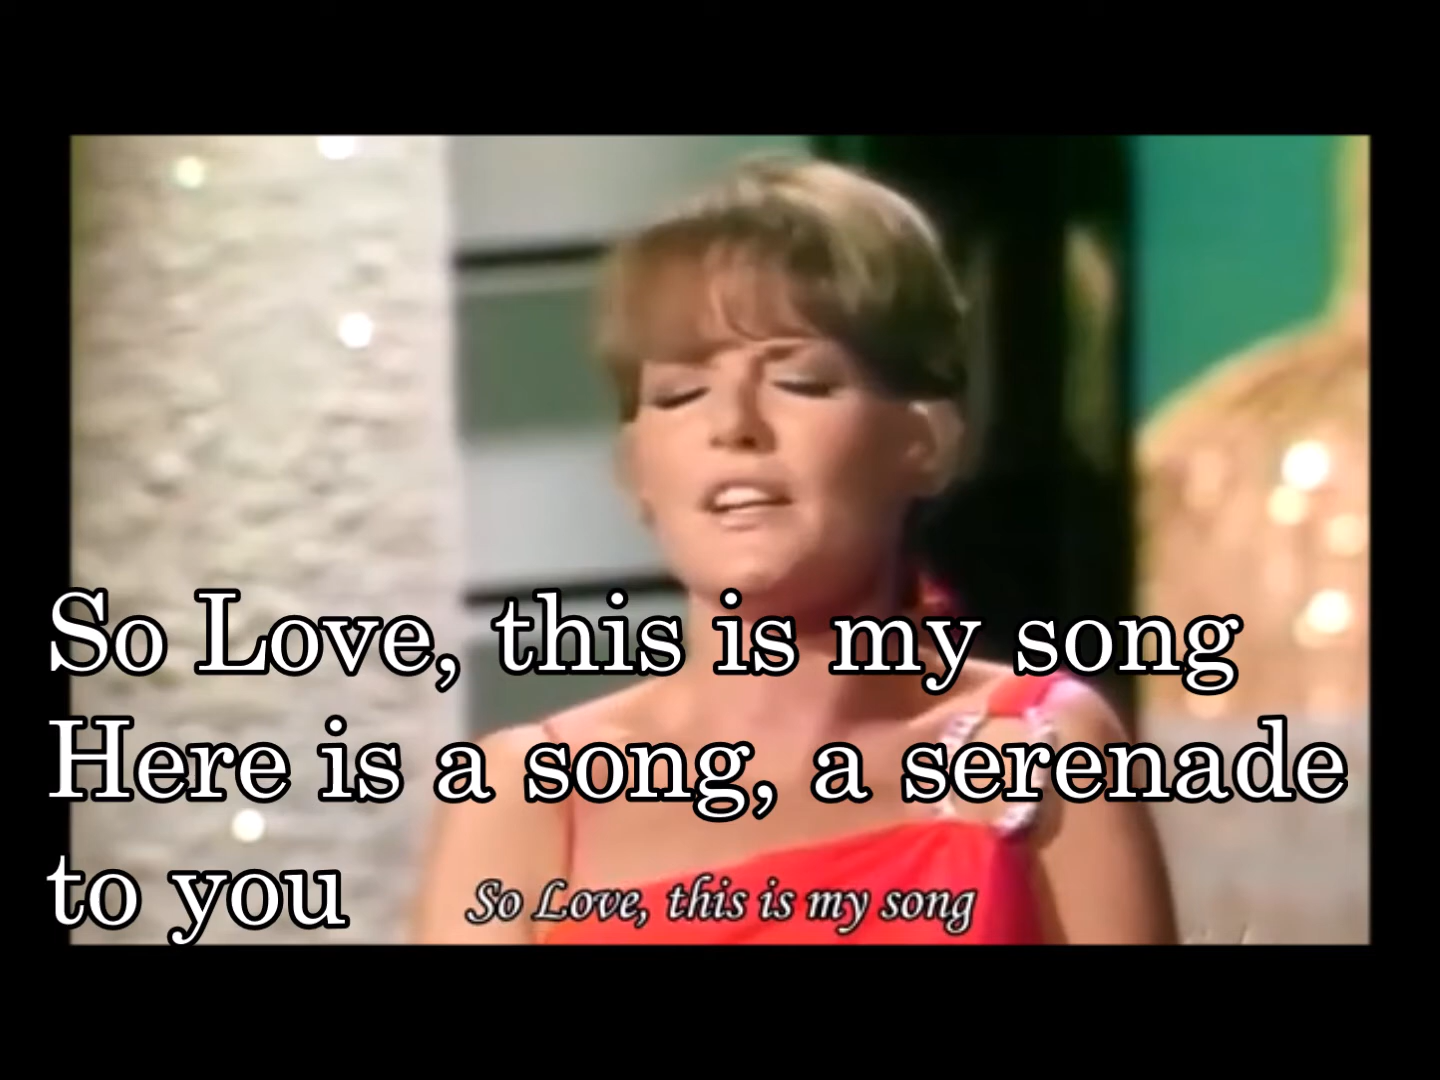 So Love, this is my song
Here is a song, a serenade
to you
So Love, this is my song